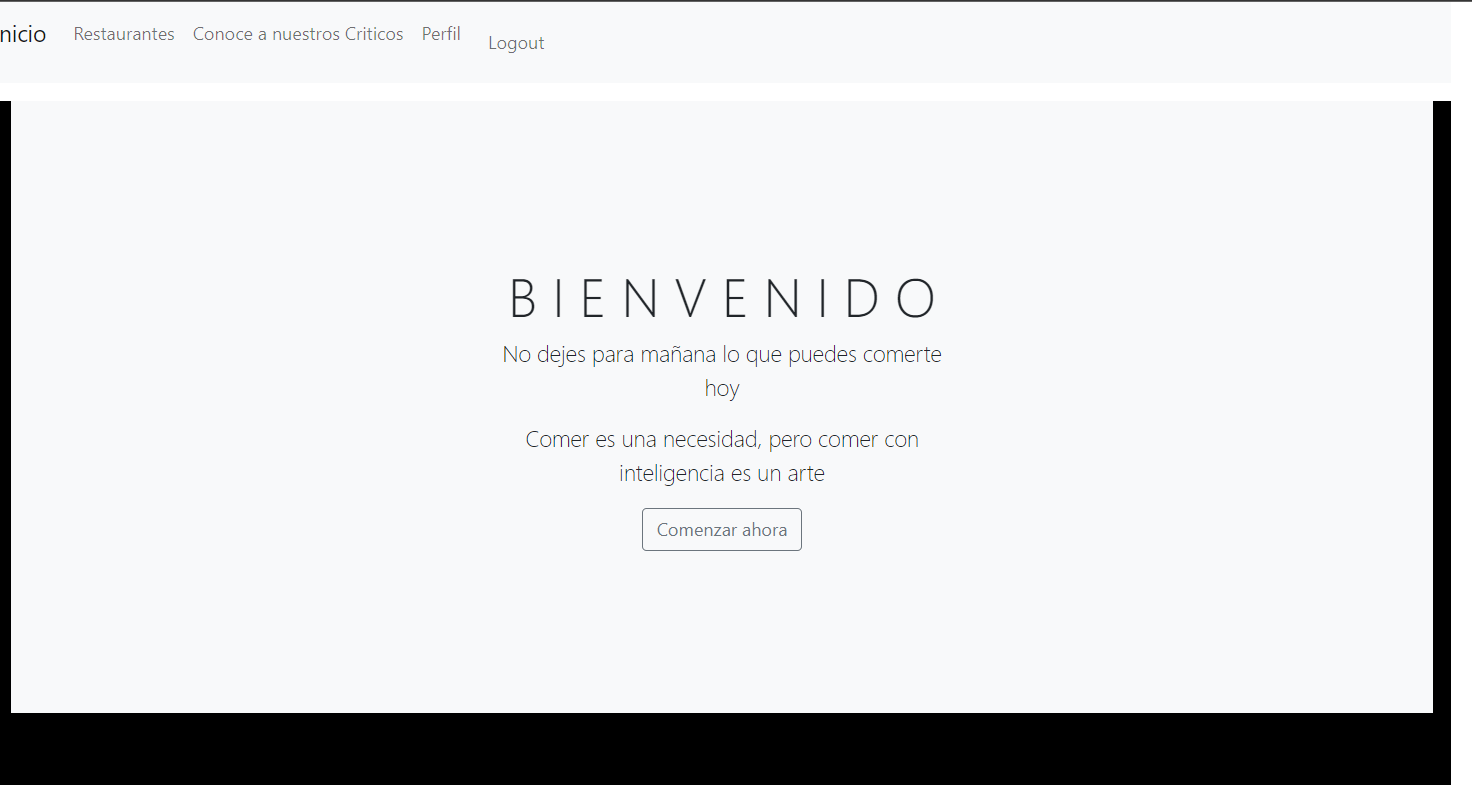 nicio Restaurantes Conoce a nuestros Criticos Perfil Logout
BIENVENIDO
No dejes para mañana lo que puedes comerte
hoy
Comer es una necesidad, pero comer con
inteligencia es un arte
Comenzar ahora